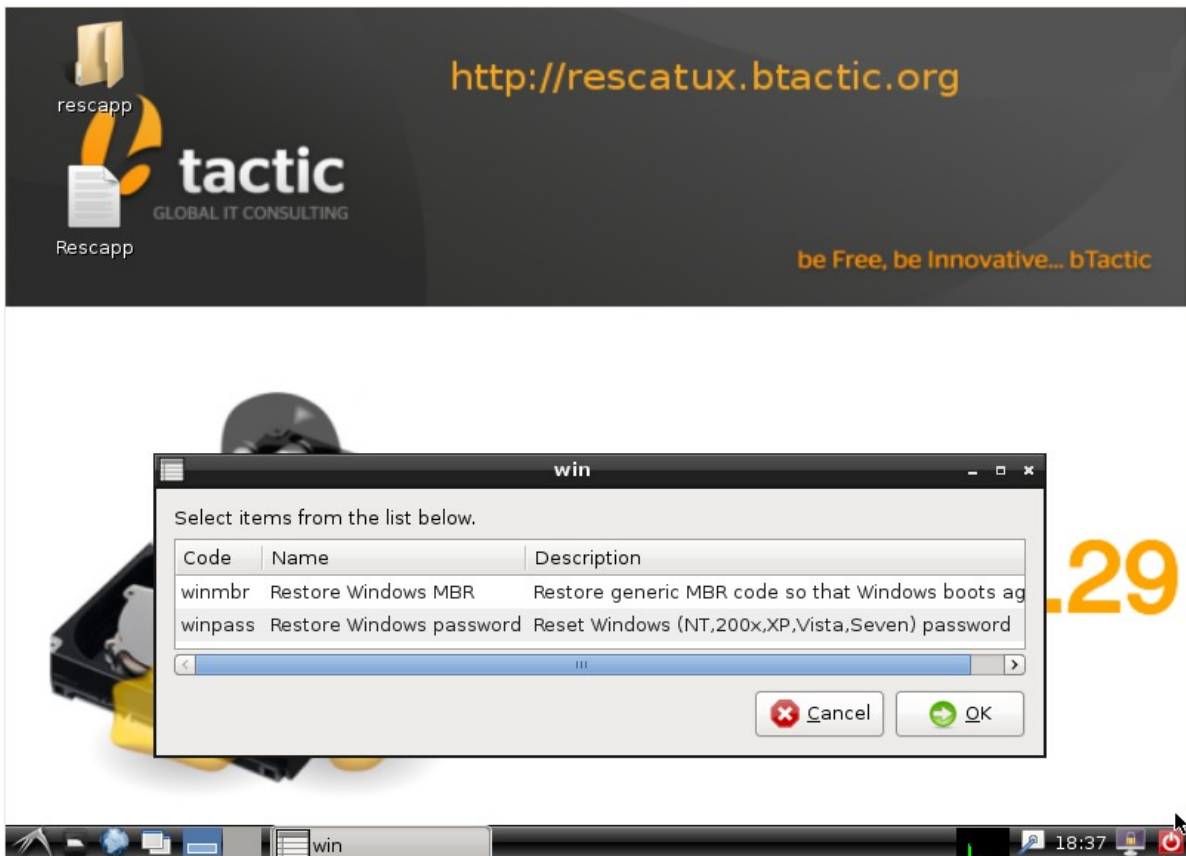 http://rescatux.btactic.org
rescapp
tactic
GLOBAL IT CONSULTING
Rescapp
be Free, be Innovative... bTactic
win
Select items from the list below.
Code Name Description
winmbr Restore Windows MBR Restore generic MBR code so that Windows boots ag
winpass Restore Windows password Reset Windows (NT,200x,XP,Vista,Seven) password
.29
Cancel OK
win 18:37